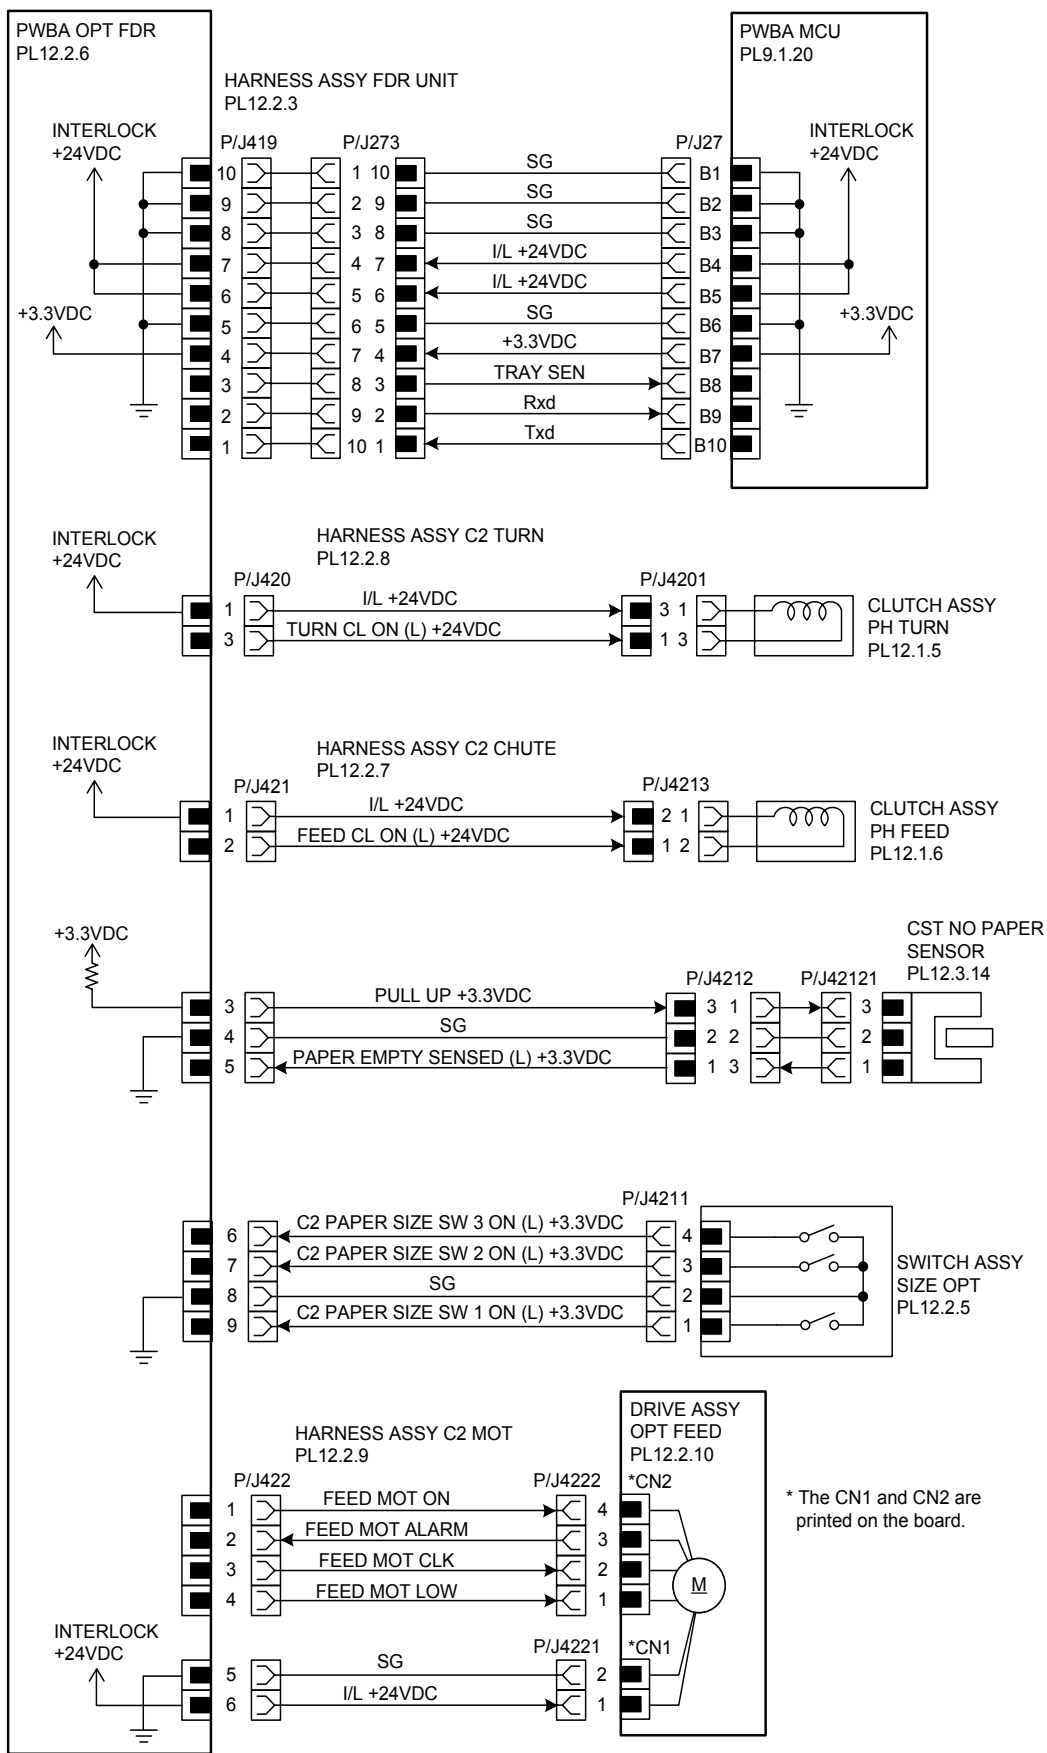 PWBA OPT FDR
PL12.2.6
PWBA MCU
PL9.1.20
HARNESS ASSY FDR UNIT
PL12.2.3
INTERLOCK
+24VDC
P/J419
P/J273
P/J27
INTERLOCK
+24VDC
10 1 10 SG B1
9 2 9 SG B2
8 3 8 SG B3
7 4 7 I/L +24VDC B4
6 5 6 I/L +24VDC B5
+3.3VDC
+3.3VDC
5 6 5 SG B6
4 7 4 +3.3VDC B7
3 8 3 TRAY SEN B8
2 9 2 Rxd B9
1 10 1 Txd B10
INTERLOCK
+24VDC
HARNESS ASSY C2 TURN
PL12.2.8
P/J420
P/J4201
1 I/L +24VDC 3 1
3 TURN CL ON (L) +24VDC 1 3
CLUTCH ASSY
PH TURN
PL12.1.5
INTERLOCK
+24VDC
HARNESS ASSY C2 CHUTE
PL12.2.7
P/J421
P/J4213
1 I/L +24VDC 2 1
2 FEED CL ON (L) +24VDC 1 2
CLUTCH ASSY
PH FEED
PL12.1.6
+3.3VDC
CST NO PAPER
SENSOR
PL12.3.14
P/J4212
P/J42121
3 PULL UP +3.3VDC 3 1 3
4 SG 2 2 2
5 PAPER EMPTY SENSED (L) +3.3VDC 1 3 1
P/J4211
6 C2 PAPER SIZE SW 3 ON (L) +3.3VDC 4
7 C2 PAPER SIZE SW 2 ON (L) +3.3VDC 3
8 SG 2
9 C2 PAPER SIZE SW 1 ON (L) +3.3VDC 1
SWITCH ASSY
SIZE OPT
PL12.2.5
HARNESS ASSY C2 MOT
PL12.2.9
DRIVE ASSY
OPT FEED
PL12.2.10
P/J422
P/J4222
*CN2
1 FEED MOT ON 4
2 FEED MOT ALARM 3
3 FEED MOT CLK 2
4 FEED MOT LOW 1
M
* The CN1 and CN2 are
printed on the board.
INTERLOCK
+24VDC
P/J4221
*CN1
5 SG 2
6 I/L +24VDC 1